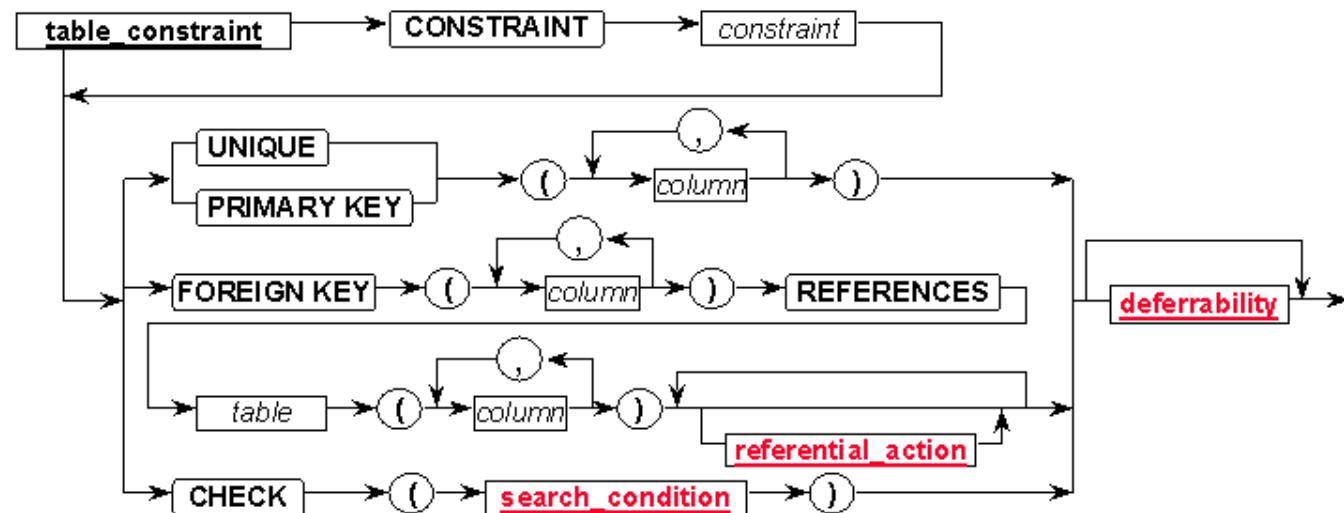 table_constraint CONSTRAINT constraint
,
UNIQUE
( column )
PRIMARY KEY
,
FOREIGN KEY ( column ) REFERENCES
deferrability
,
table ( column )
referential_action
CHECK ( search_condition )